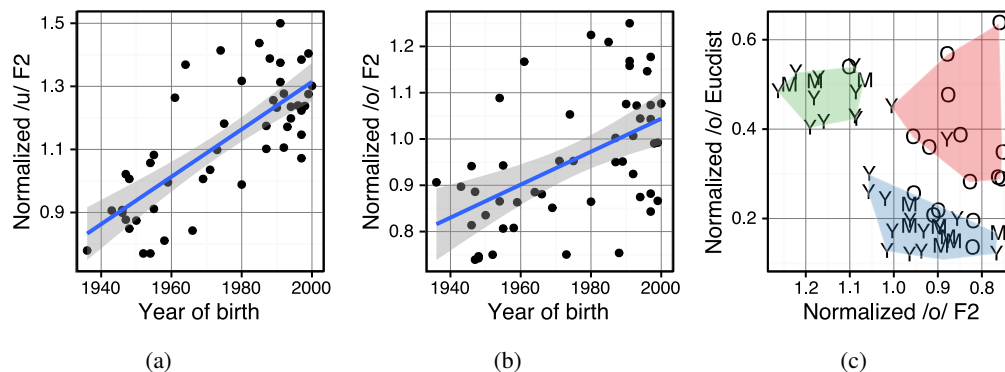 1.5
1.3
1.1
0.9
Normalized /u/ F2
1940
1960
1980
2000
Year of birth
(a)
1.2
1.1
1.0
0.9
0.8
Normalized /o/ F2
1940
1960
1980
2000
Year of birth
(b)
0.6
0.4
0.2
Normalized /o/ Eucdist
1.2
1.1
1.0
0.9
0.8
Normalized /o/ F2
(c)